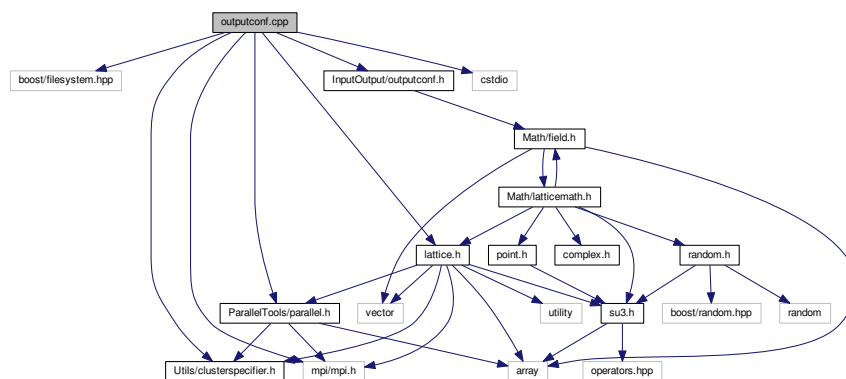 outputconf.cpp
boost/filesystem.hpp
InputOutput/outputconf.h
cstdio
Math/field.h
Math/latticemath.h
lattice.h
point.h
complex.h
random.h
ParallelTools/parallel.h
vector
utility
su3.h
boost/random.hpp
random
Utils/clusterspecifier.h
mpi/mpi.h
array
operators.hpp